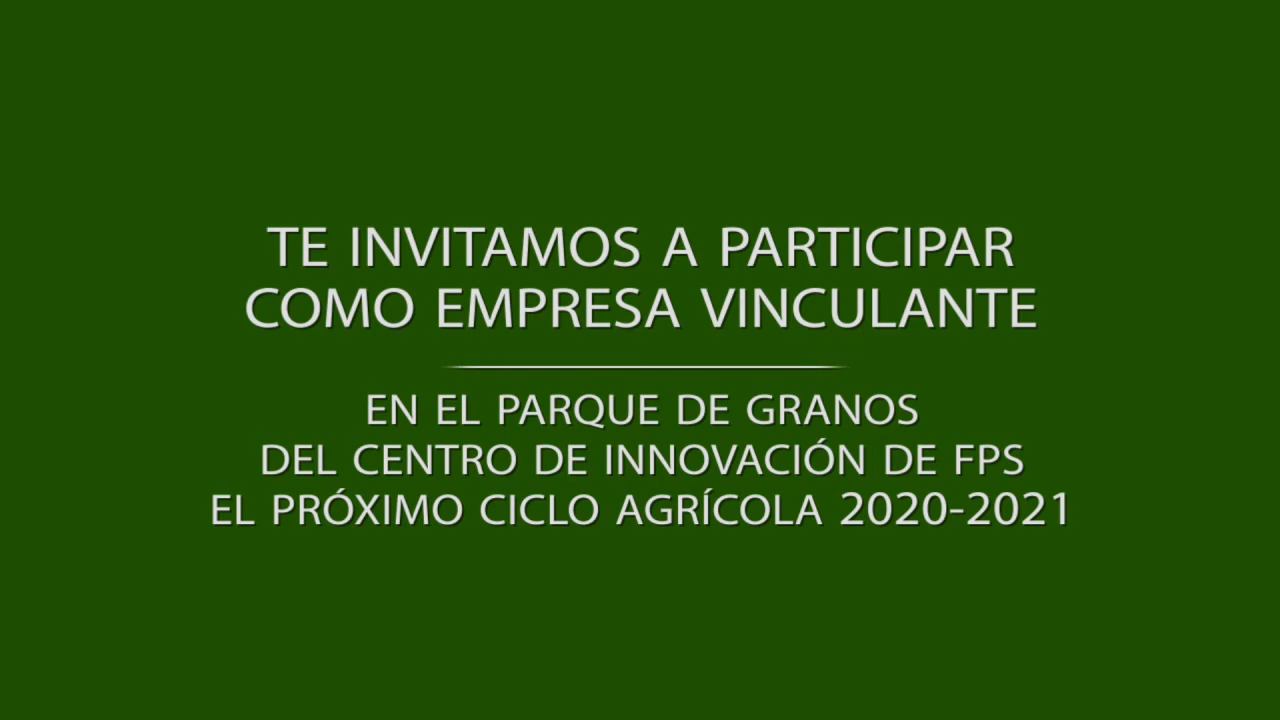 TE INVITAMOS A PARTICIPAR
COMO EMPRESA VINCULANTE
EN EL PARQUE DE GRANOS
DEL CENTRO DE INNOVACIÓN DE FPS
EL PRÓXIMO CICLO AGRÍCOLA 2020-2021